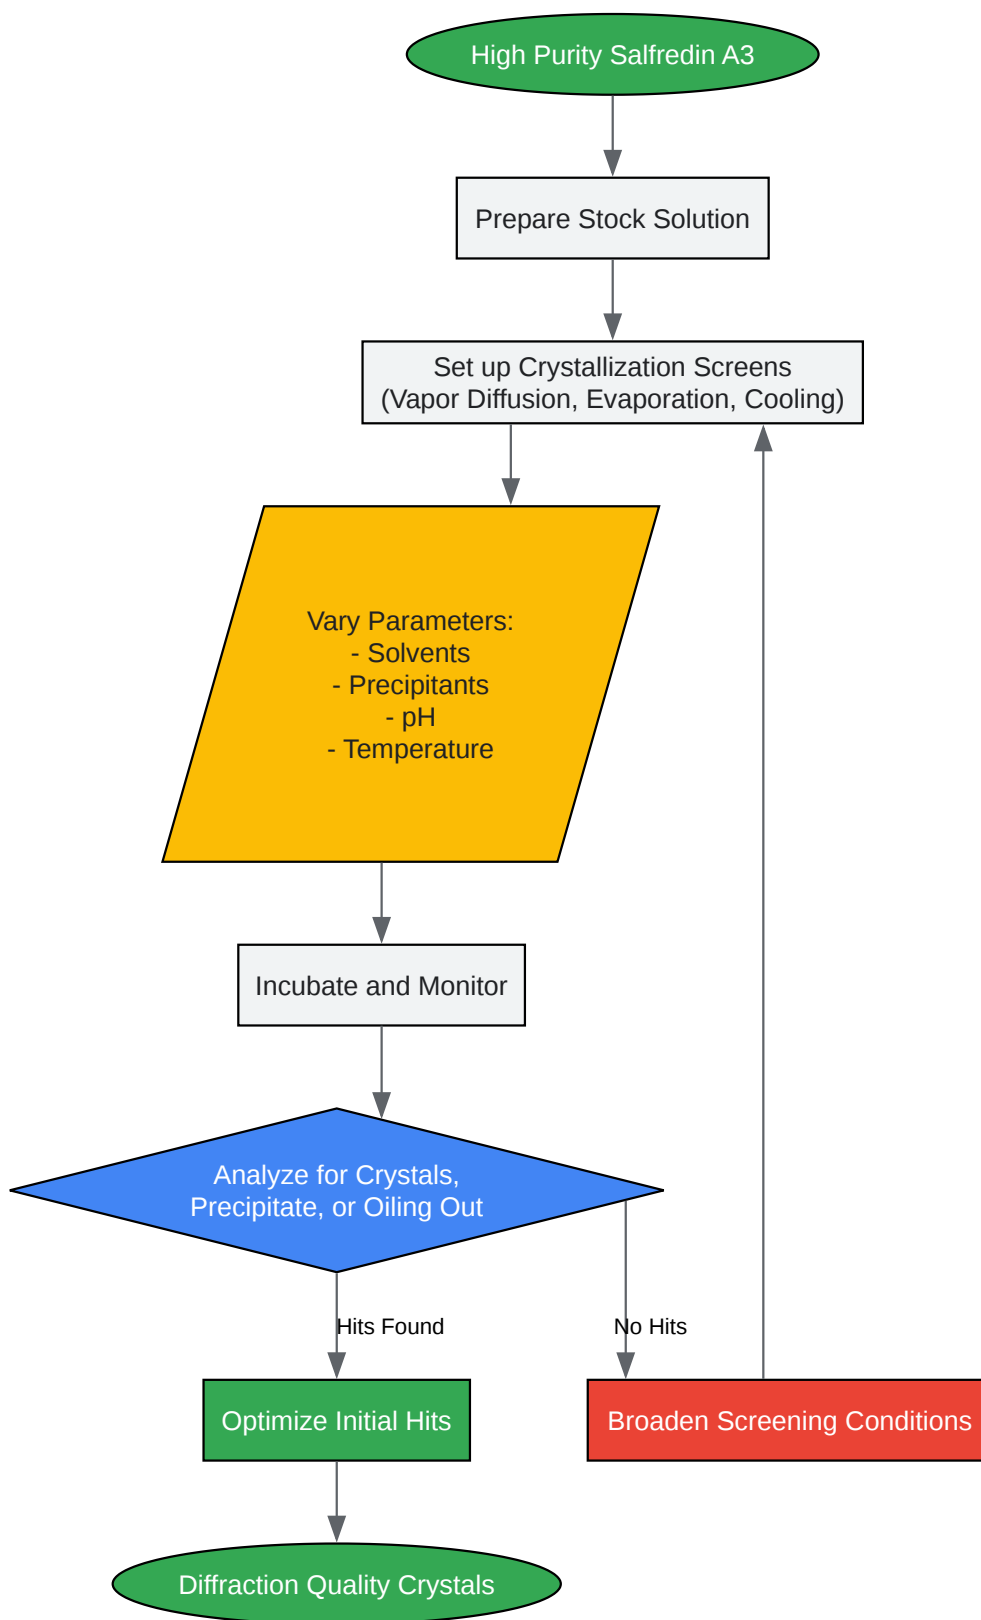 High Purity Salfredin A3
Prepare Stock Solution
Set up Crystallization Screens
(Vapor Diffusion, Evaporation, Cooling)
Vary Parameters:
- Solvents
- Precipitants
- pH
- Temperature
Incubate and Monitor
Analyze for Crystals,
Precipitate, or Oiling Out
Hits Found
No Hits
Optimize Initial Hits
Broaden Screening Conditions
Diffraction Quality Crystals